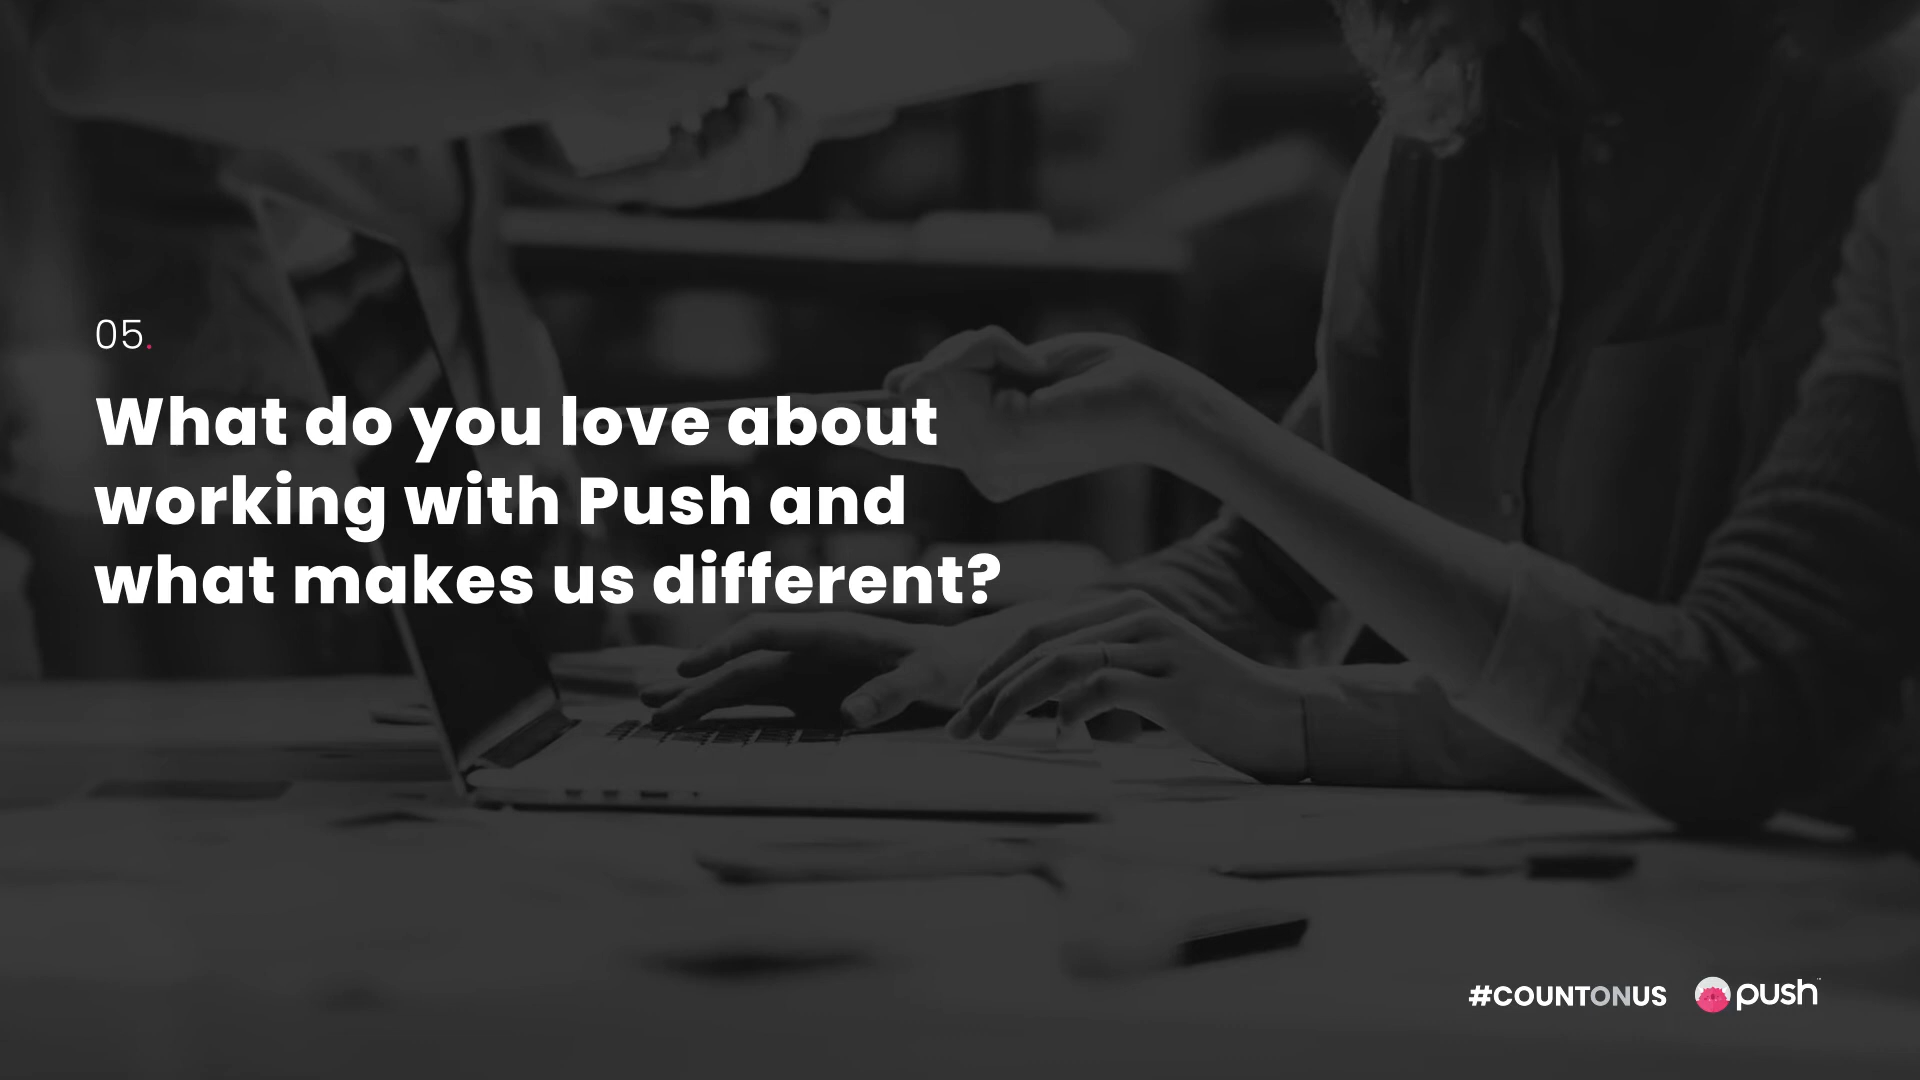 05.
What do you love about
working with Push and
what makes us different?
#COUNTONUS push